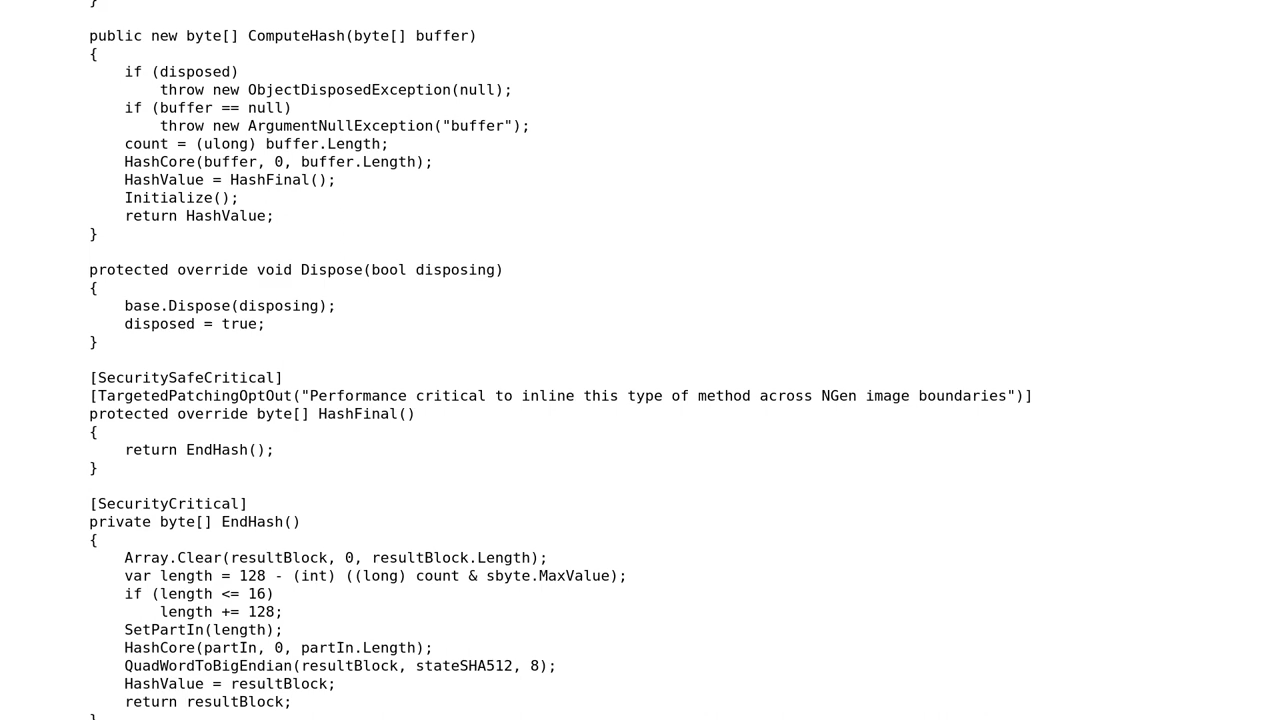 }
public new byte[] ComputeHash(byte[] buffer)
{
if (disposed)
throw new ObjectDisposedException(null);
if (buffer == null)
throw new ArgumentNullException("buffer");
count = (ulong) buffer.Length;
HashCore(buffer, 0, buffer.Length);
HashValue = HashFinal();
Initialize();
return HashValue;
}
protected override void Dispose(bool disposing)
{
base.Dispose(disposing);
disposed = true;
}
[SecuritySafeCritical]
[TargetedPatchingOptOut("Performance critical to inline this type of method across NGen image boundaries")]
protected override byte[] HashFinal()
{
return EndHash();
}
[SecurityCritical]
private byte[] EndHash()
{
Array.Clear(resultBlock, 0, resultBlock.Length);
var length = 128 - (int) ((long) count & sbyte.MaxValue);
if (length <= 16)
length += 128;
SetPartIn(length);
HashCore(partIn, 0, partIn.Length);
QuadWordToBigEndian(resultBlock, stateSHA512, 8);
HashValue = resultBlock;
return resultBlock;
}